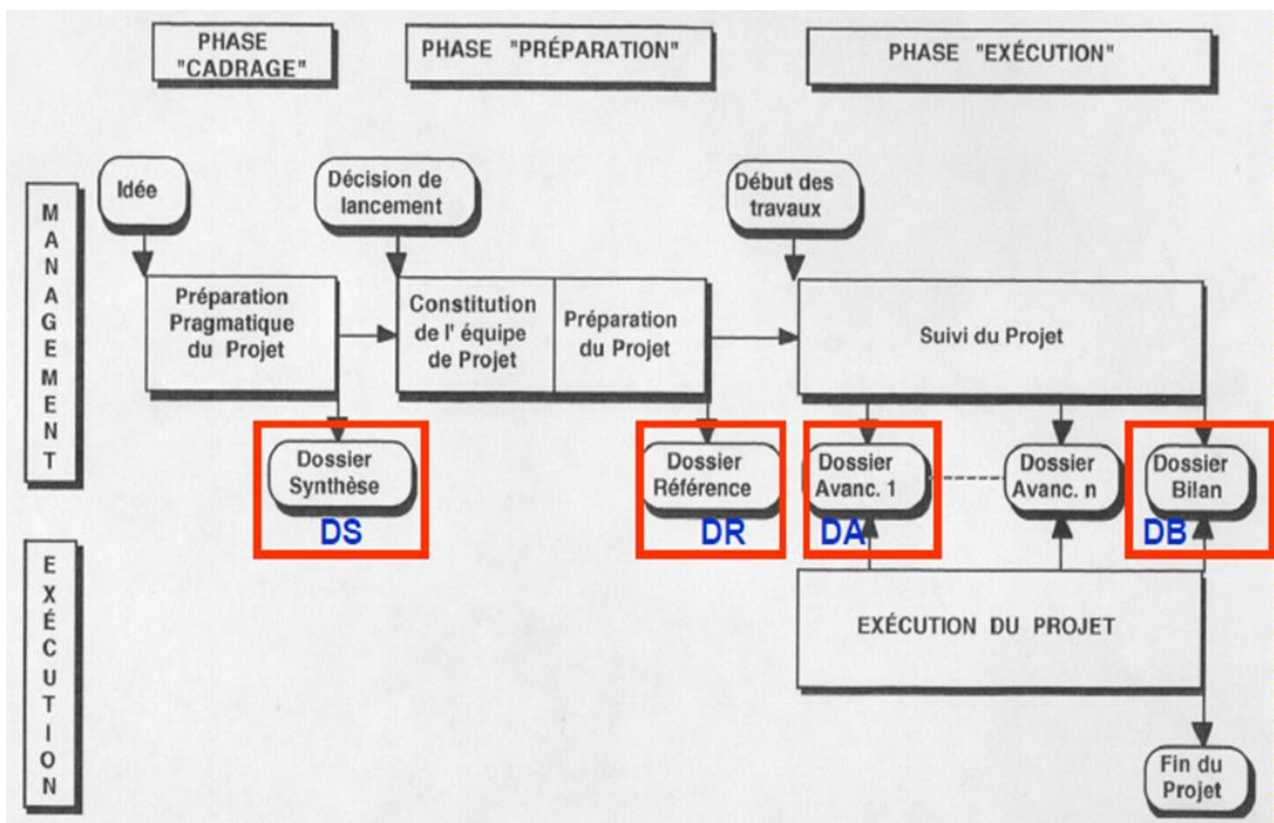 PHASE
"CADRAGE"
PHASE "PRÉPARATION"
PHASE "EXÉCUTION"
MANAGEMENT
Idée
Décision de
lancement
Début des
travaux
Préparation
Pragmatique
du Projet
Constitution
de l' équipe
de Projet
Préparation
du Projet
Suivi du Projet
Dossier
Synthèse
DS
Dossier
Référence
DR
Dossier
Avanc. 1
DA
Dossier
Avanc. n
Dossier
Bilan
DB
EXÉCUTION
EXÉCUTION DU PROJET
Fin du
Projet